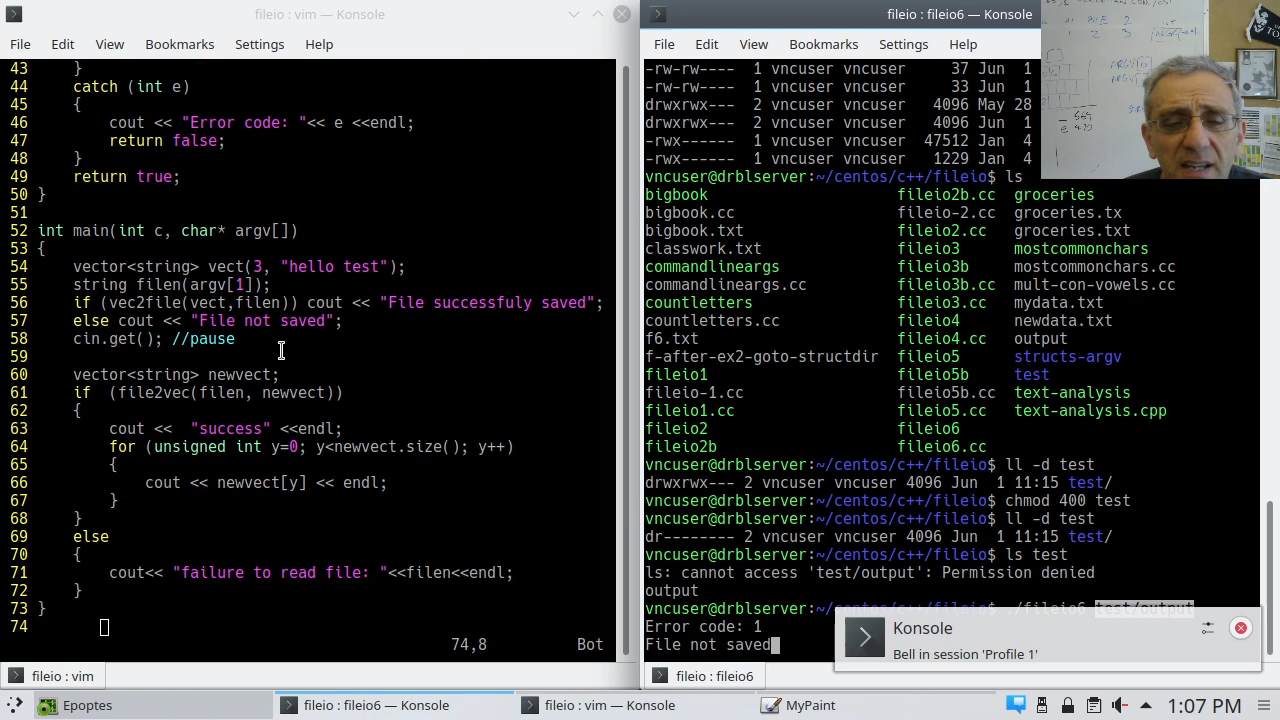 fileio : vim — Konsole
File Edit View Bookmarks Settings Help
43     }
44     catch (int e)
45     {
46         cout << "Error code: "<< e <<endl;
47         return false;
48     }
49     return true;
50 }
51
52 int main(int c, char* argv[])
53 {
54     vector<string> vect(3, "hello test");
55     string filen(argv[1]);
56     if (vec2file(vect,filen)) cout << "File successfuly saved";
57     else cout << "File not saved";
58     cin.get(); //pause
59
60     vector<string> newvect;
61     if  (file2vec(filen, newvect))
62     {
63         cout <<  "success" <<endl;
64         for (unsigned int y=0; y<newvect.size(); y++)
65         {
66             cout << newvect[y] << endl;
67         }
68     }
69     else
70     {
71         cout<< "failure to read file: "<<filen<<endl;
72     }
73 }
74
74,8 Bot
fileio : vim
fileio : fileio6 — Konsole
File Edit View Bookmarks Settings Help
-rw-rw---- 1 vncuser vncuser 37 Jun 1
-rw-rw---- 1 vncuser vncuser 33 Jun 1
drwxrwx--- 2 vncuser vncuser 4096 May 28
drwxrwx--- 2 vncuser vncuser 4096 Jun 1
-rwx------ 1 vncuser vncuser 47512 Jan 4
-rwx------ 1 vncuser vncuser 1229 Jan 4
vncuser@drblserver:~/centos/c++/fileio$ ls
bigbook fileio2b.cc groceries
bigbook.cc fileio-2.cc groceries.tx
bigbook.txt fileio2.cc groceries.txt
classwork.txt fileio3 mostcommonchars
commandlineargs fileio3b mostcommonchars.cc
commandlineargs.cc fileio3b.cc mult-con-vowels.cc
countletters fileio3.cc mydata.txt
countletters.cc fileio4 newdata.txt
f6.txt fileio4.cc output
f-after-ex2-goto-structdir fileio5 structs-argv
fileio1 fileio5b test
fileIo-1.cc fileio5b.cc text-analysis
fileio1.cc fileio5.cc text-analysis.cpp
fileio2 fileio6
fileio2b fileio6.cc
vncuser@drblserver:~/centos/c++/fileio$ ll -d test
drwxrwx--- 2 vncuser vncuser 4096 Jun  1 11:15 test/
vncuser@drblserver:~/centos/c++/fileio$ chmod 400 test
vncuser@drblserver:~/centos/c++/fileio$ ll -d test
dr-------- 2 vncuser vncuser 4096 Jun  1 11:15 test/
vncuser@drblserver:~/centos/c++/fileio$ ls test
ls: cannot access 'test/output': Permission denied
output
vncuser@drblserver:~/centos/c++/fileio$ ./fileio6 test/output
Error code: 1
File not saved
Konsole
Bell in session 'Profile 1'
fileio : fileio6
Epoptes
fileio : fileio6 — Konsole
fileio : vim — Konsole
MyPaint
1:07 PM